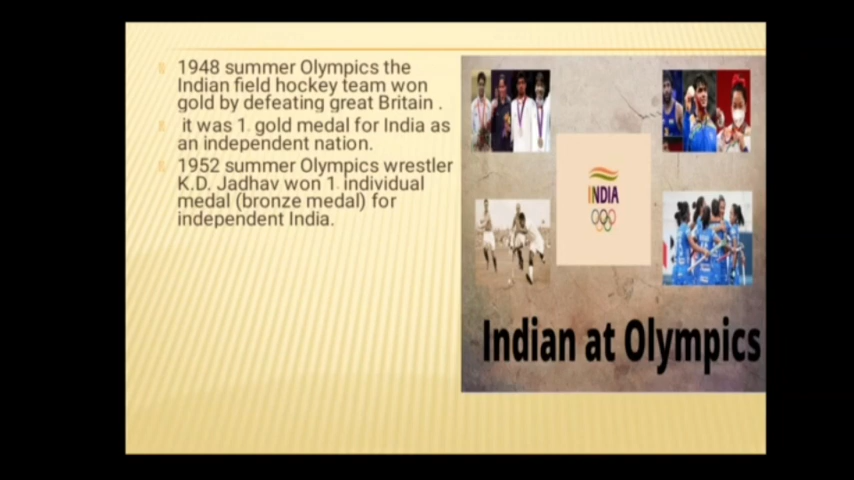 1948 summer Olympics the
Indian field hockey team won
gold by defeating great Britain .
it was 1. gold medal for India as
an independent nation.
1952 summer Olympics wrestler
K.D. Jadhav won 1. individual
medal (bronze medal) for
independent India.
INDIA
Indian at Olympics